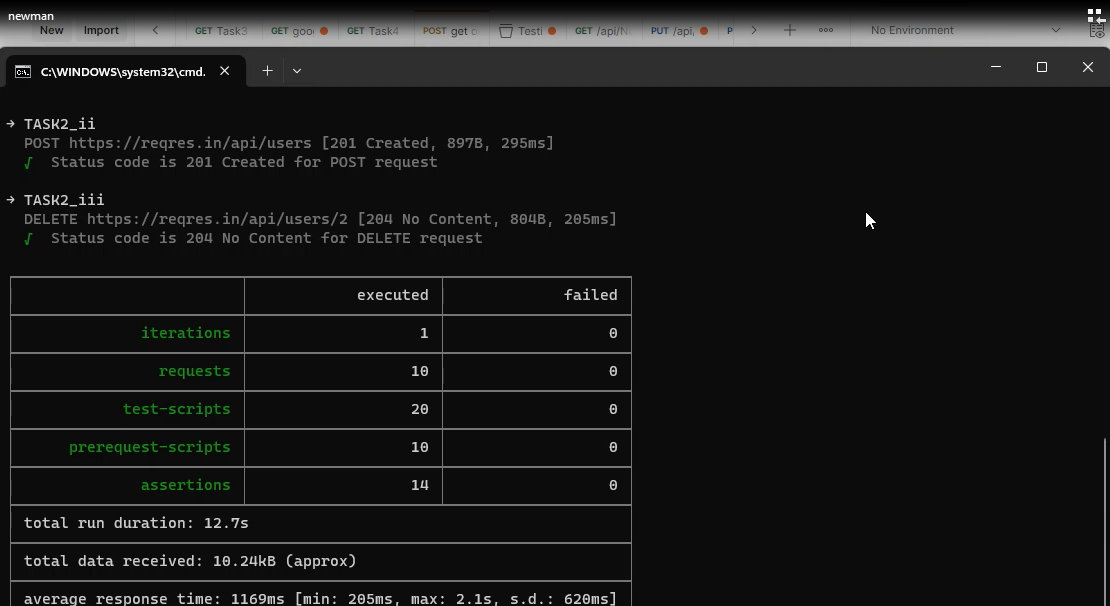 newman
New Import GET Task3 GET good GET Task4 POST get Testi GET /api/ PUT /api, P No Environment
C:\WINDOWS\system32\cmd.
→ TASK2_ii
POST https://reqres.in/api/users [201 Created, 897B, 295ms]
√ Status code is 201 Created for POST request
→ TASK2_iii
DELETE https://reqres.in/api/users/2 [204 No Content, 804B, 205ms]
√ Status code is 204 No Content for DELETE request
executed failed
iterations 1 0
requests 10 0
test-scripts 20 0
prerequest-scripts 10 0
assertions 14 0
total run duration: 12.7s
total data received: 10.24kB (approx)
average response time: 1169ms [min: 205ms, max: 2.1s, s.d.: 620ms]